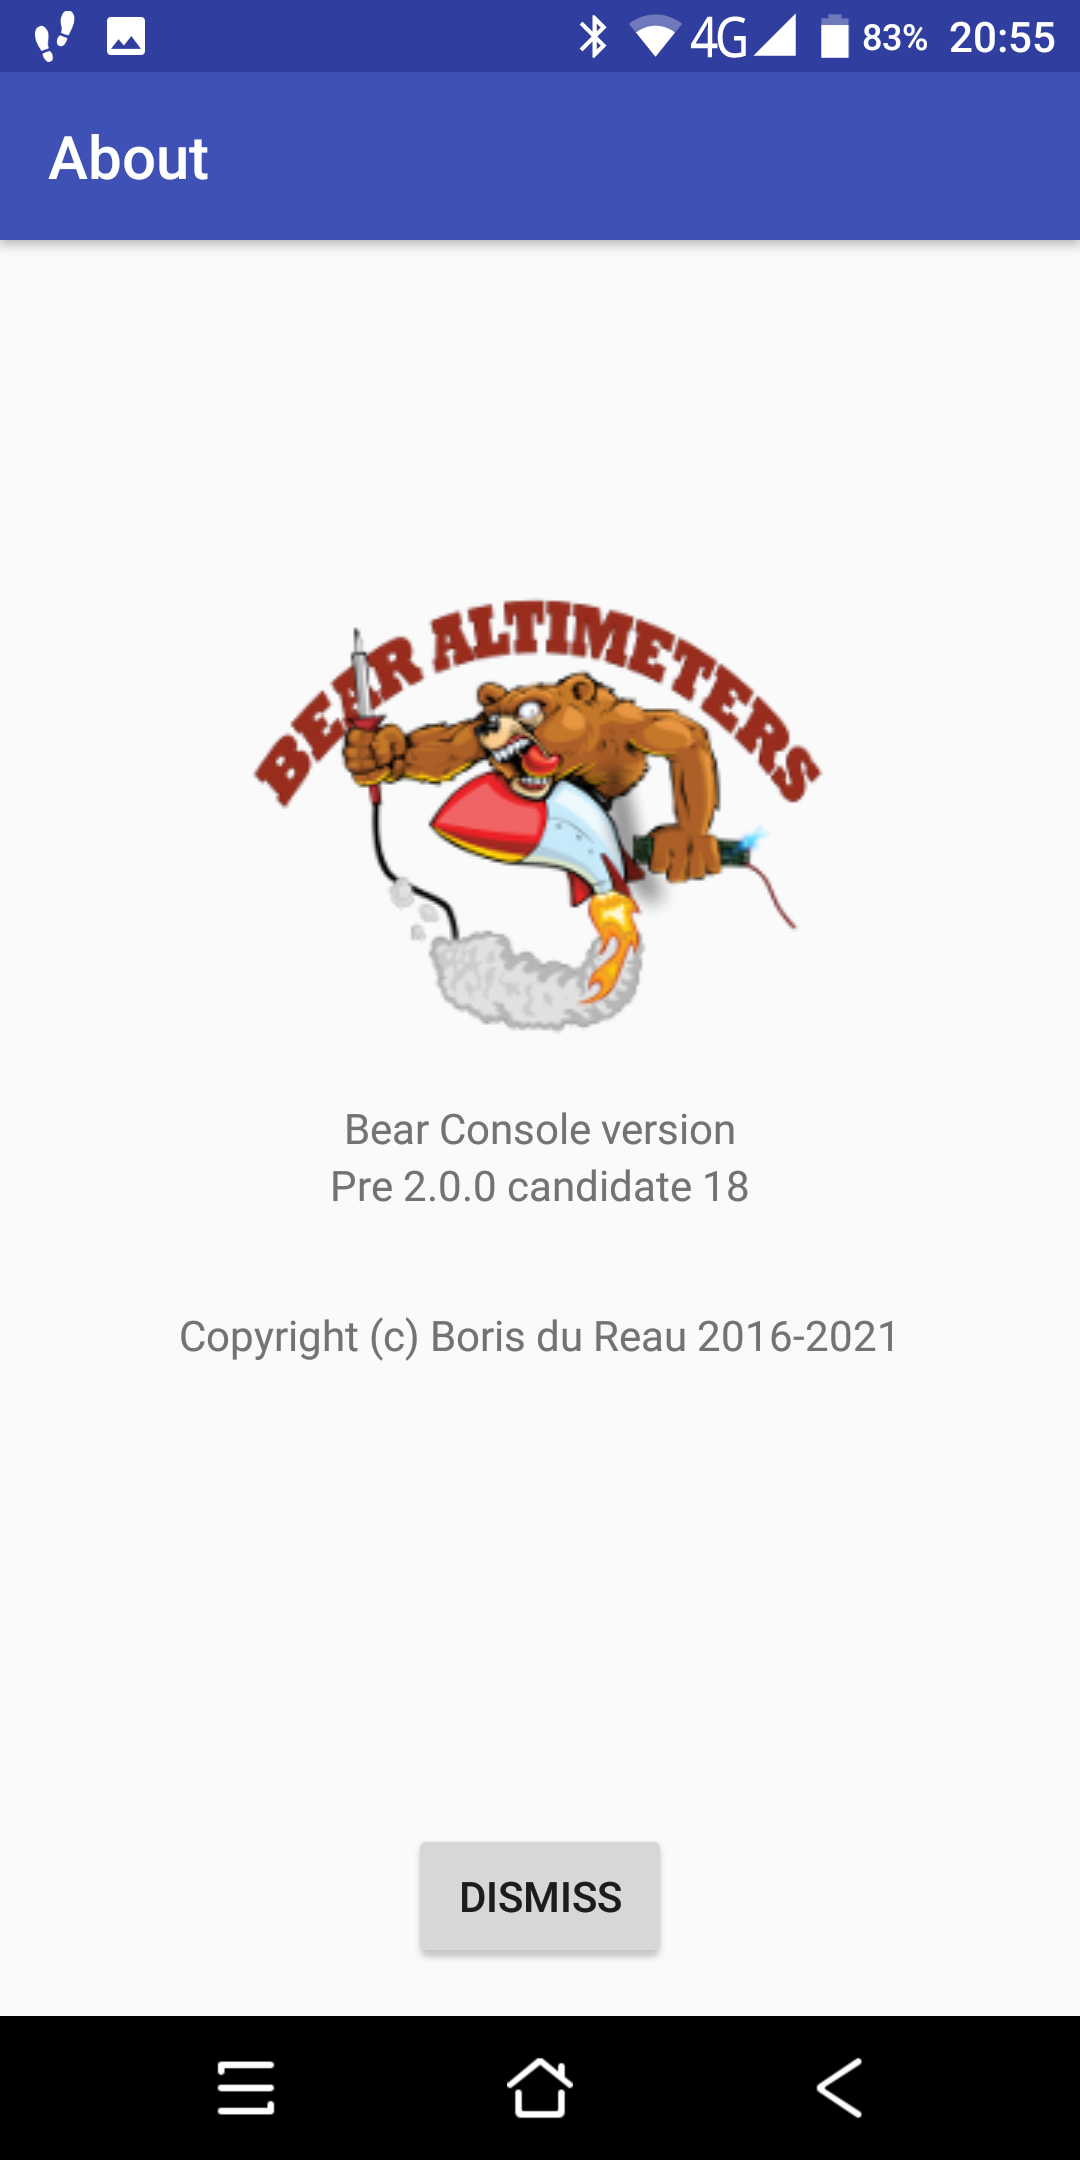 4G 83% 20:55
About
BEAR ALTIMETERS
Bear Console version
Pre 2.0.0 candidate 18
Copyright (c) Boris du Reau 2016-2021
DISMISS